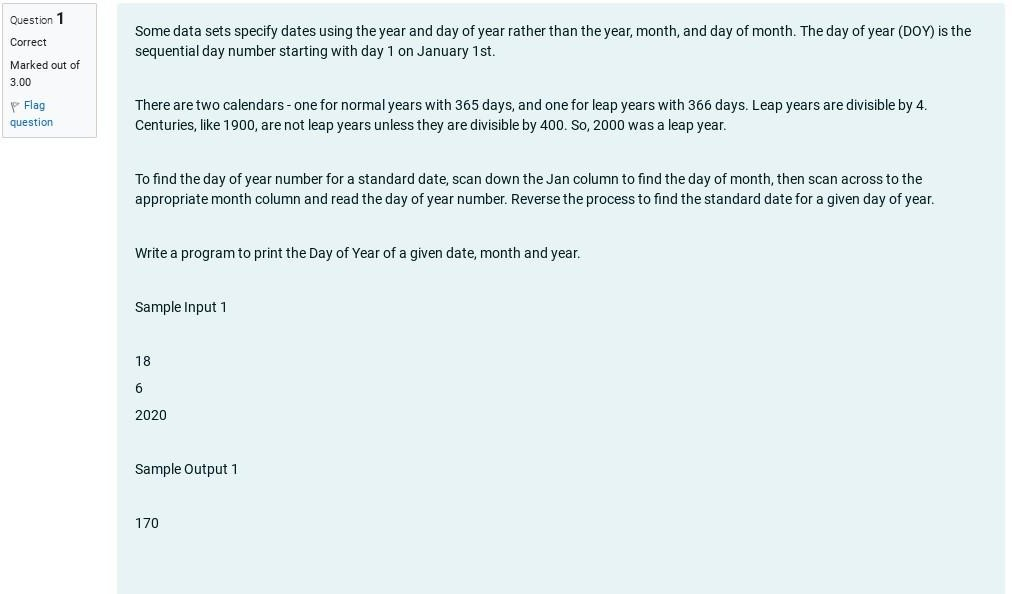 Question 1
Correct
Marked out of
3.00
Flag
question
Some data sets specify dates using the year and day of year rather than the year, month, and day of month. The day of year (DOY) is the
sequential day number starting with day 1 on January 1st.
There are two calendars - one for normal years with 365 days, and one for leap years with 366 days. Leap years are divisible by 4.
Centuries, like 1900, are not leap years unless they are divisible by 400. So, 2000 was a leap year.
To find the day of year number for a standard date, scan down the Jan column to find the day of month, then scan across to the
appropriate month column and read the day of year number. Reverse the process to find the standard date for a given day of year.
Write a program to print the Day of Year of a given date, month and year.
Sample Input 1
18
6
2020
Sample Output 1
170